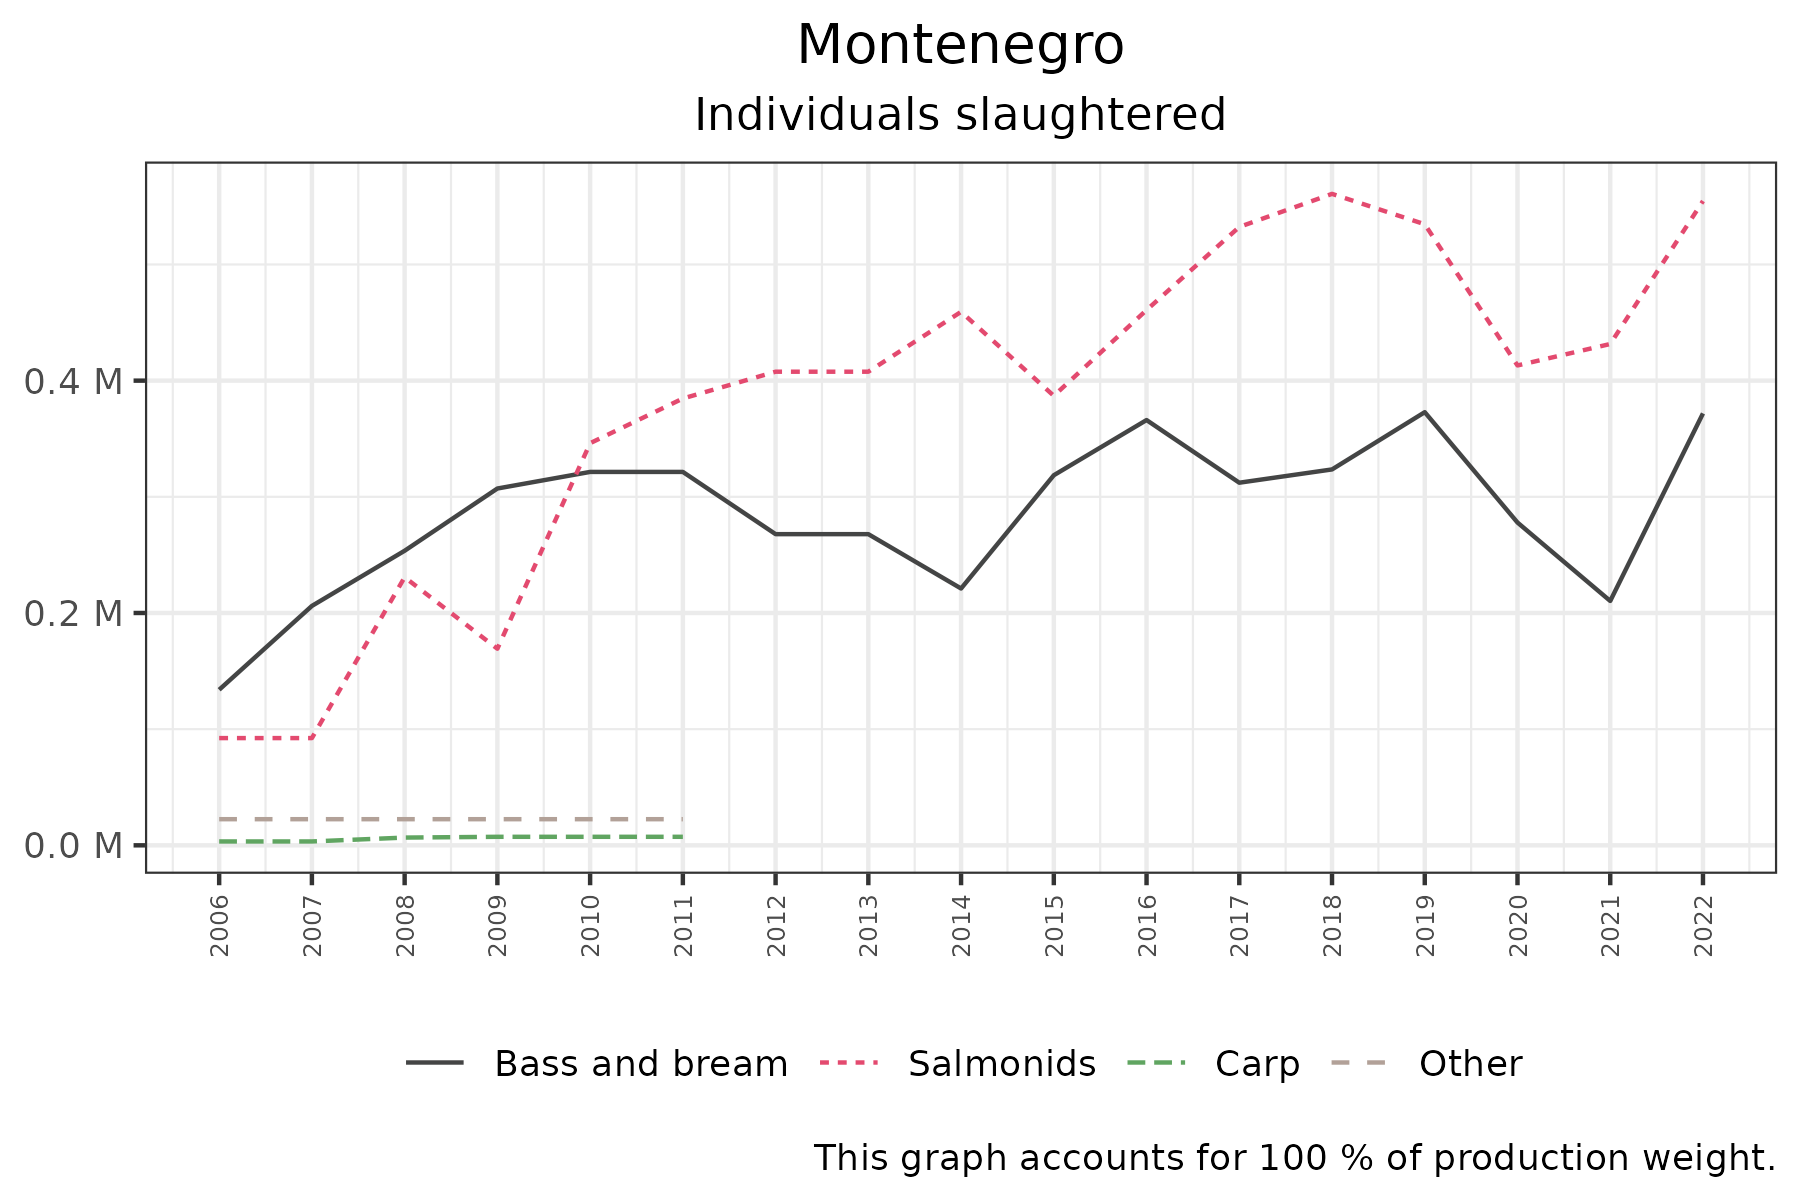 Montenegro
Individuals slaughtered
0.4 M
0.2 M
0.0 M
2006 2007 2008 2009 2010 2011 2012 2013 2014 2015 2016 2017 2018 2019 2020 2021 2022
Bass and bream Salmonids Carp Other
This graph accounts for 100 % of production weight.